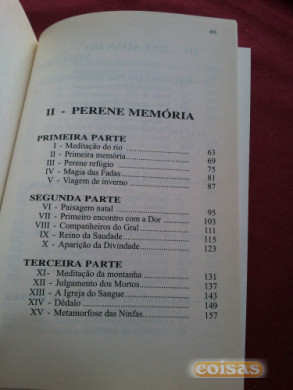 II - PERENE MEMÓRIA
PRIMEIRA PARTE
I - Meditação do rio 63
II - Primeira memória 69
III - Perene refúgio 75
IV - Magia das Fadas 81
V - Viagem de inverno 87
SEGUNDA PARTE
VI - Paisagem natal 95
VII - Primeiro encontro com a Dor 103
VIII - Companheiros do Gral 111
IX - Reino da Saudade 115
X - Aparição da Divindade 123
TERCEIRA PARTE
XI- Meditação da montanha 131
XII - Julgamento dos Mortos 137
XIII - A Igreja do Sangue 143
XIV - Dédalo 149
XV - Metamorfose das Ninfas 157
coisas